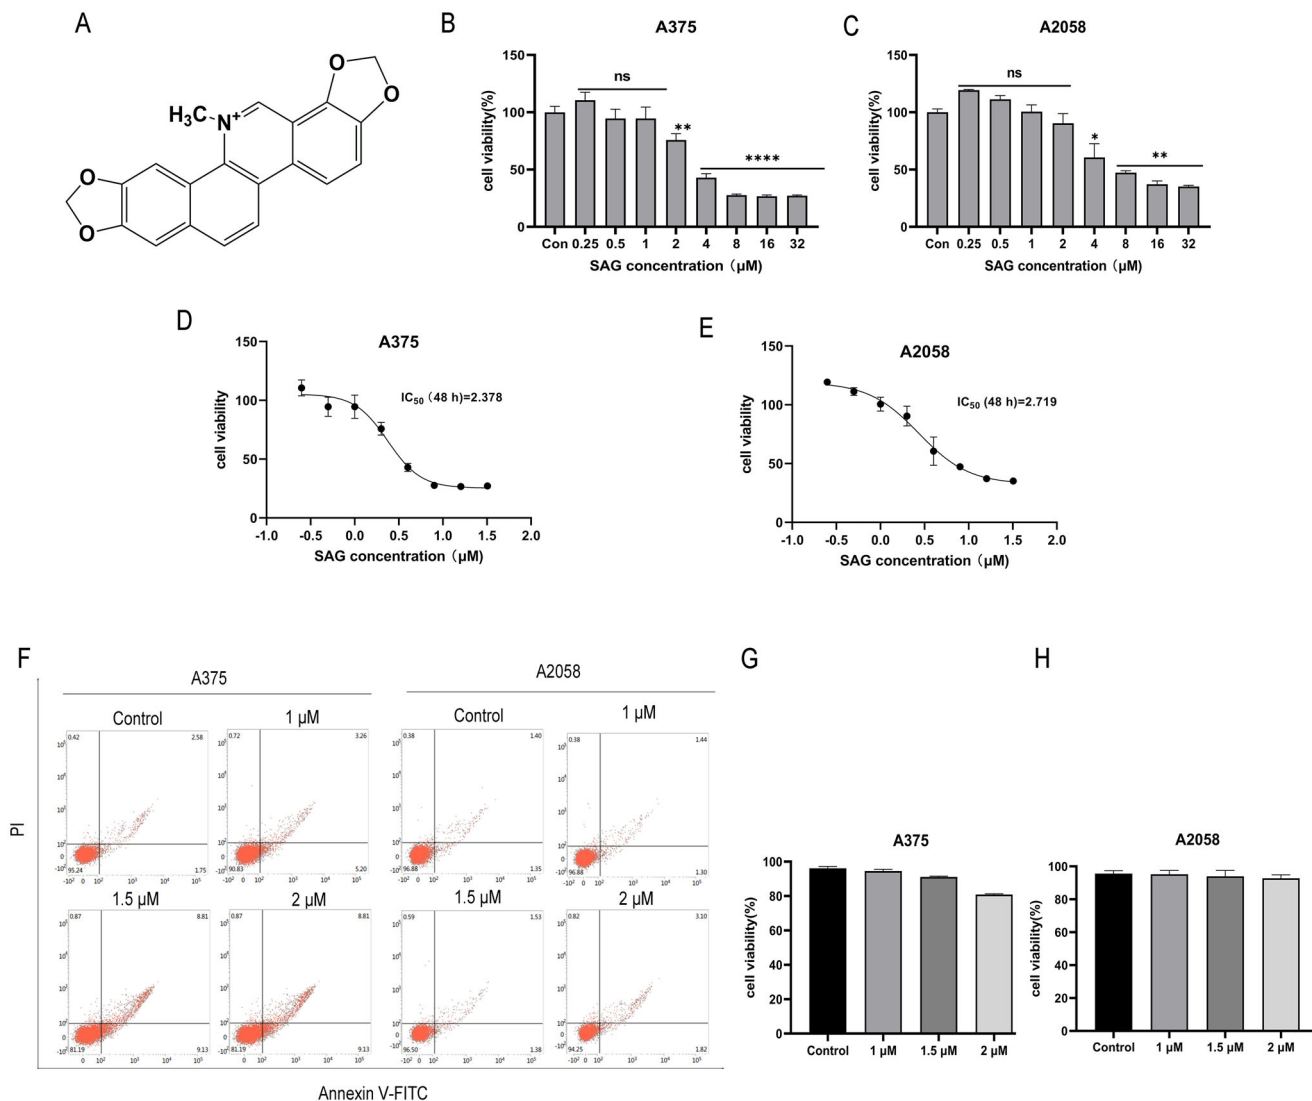 A
O
O
H3C
N+
O
O
B
A375
150
100
50
0
cell viability(%)
ns
**
****
Con 0.25 0.5 1 2 4 8 16 32
SAG concentration (μM)
C
A2058
150
100
50
0
cell viability(%)
ns
*
**
Con 0.25 0.5 1 2 4 8 16 32
SAG concentration (μM)
D
A375
150
100
50
0
cell viability
IC50 (48 h)=2.378
-1.0 -0.5 0.0 0.5 1.0 1.5 2.0
SAG concentration (μM)
E
A2058
150
100
50
0
cell viability
IC50 (48 h)=2.719
-1.0 -0.5 0.0 0.5 1.0 1.5 2.0
SAG concentration (μM)
F
A375
A2058
Control
1 μM
Control
1 μM
0.42 2.58
95.24 1.75
0.72 3.26
90.83 5.20
0.38 1.40
96.88 1.35
0.38 1.44
96.88 1.30
1.5 μM
2 μM
1.5 μM
2 μM
0.87 8.81
81.19 9.13
0.87 8.81
81.19 9.13
0.59 1.53
96.50 1.38
0.82 3.10
94.25 1.82
PI
Annexin V-FITC
G
A375
100
80
60
40
20
0
cell viability(%)
Control 1 μM 1.5 μM 2 μM
H
A2058
100
80
60
40
20
0
cell viability(%)
Control 1 μM 1.5 μM 2 μM